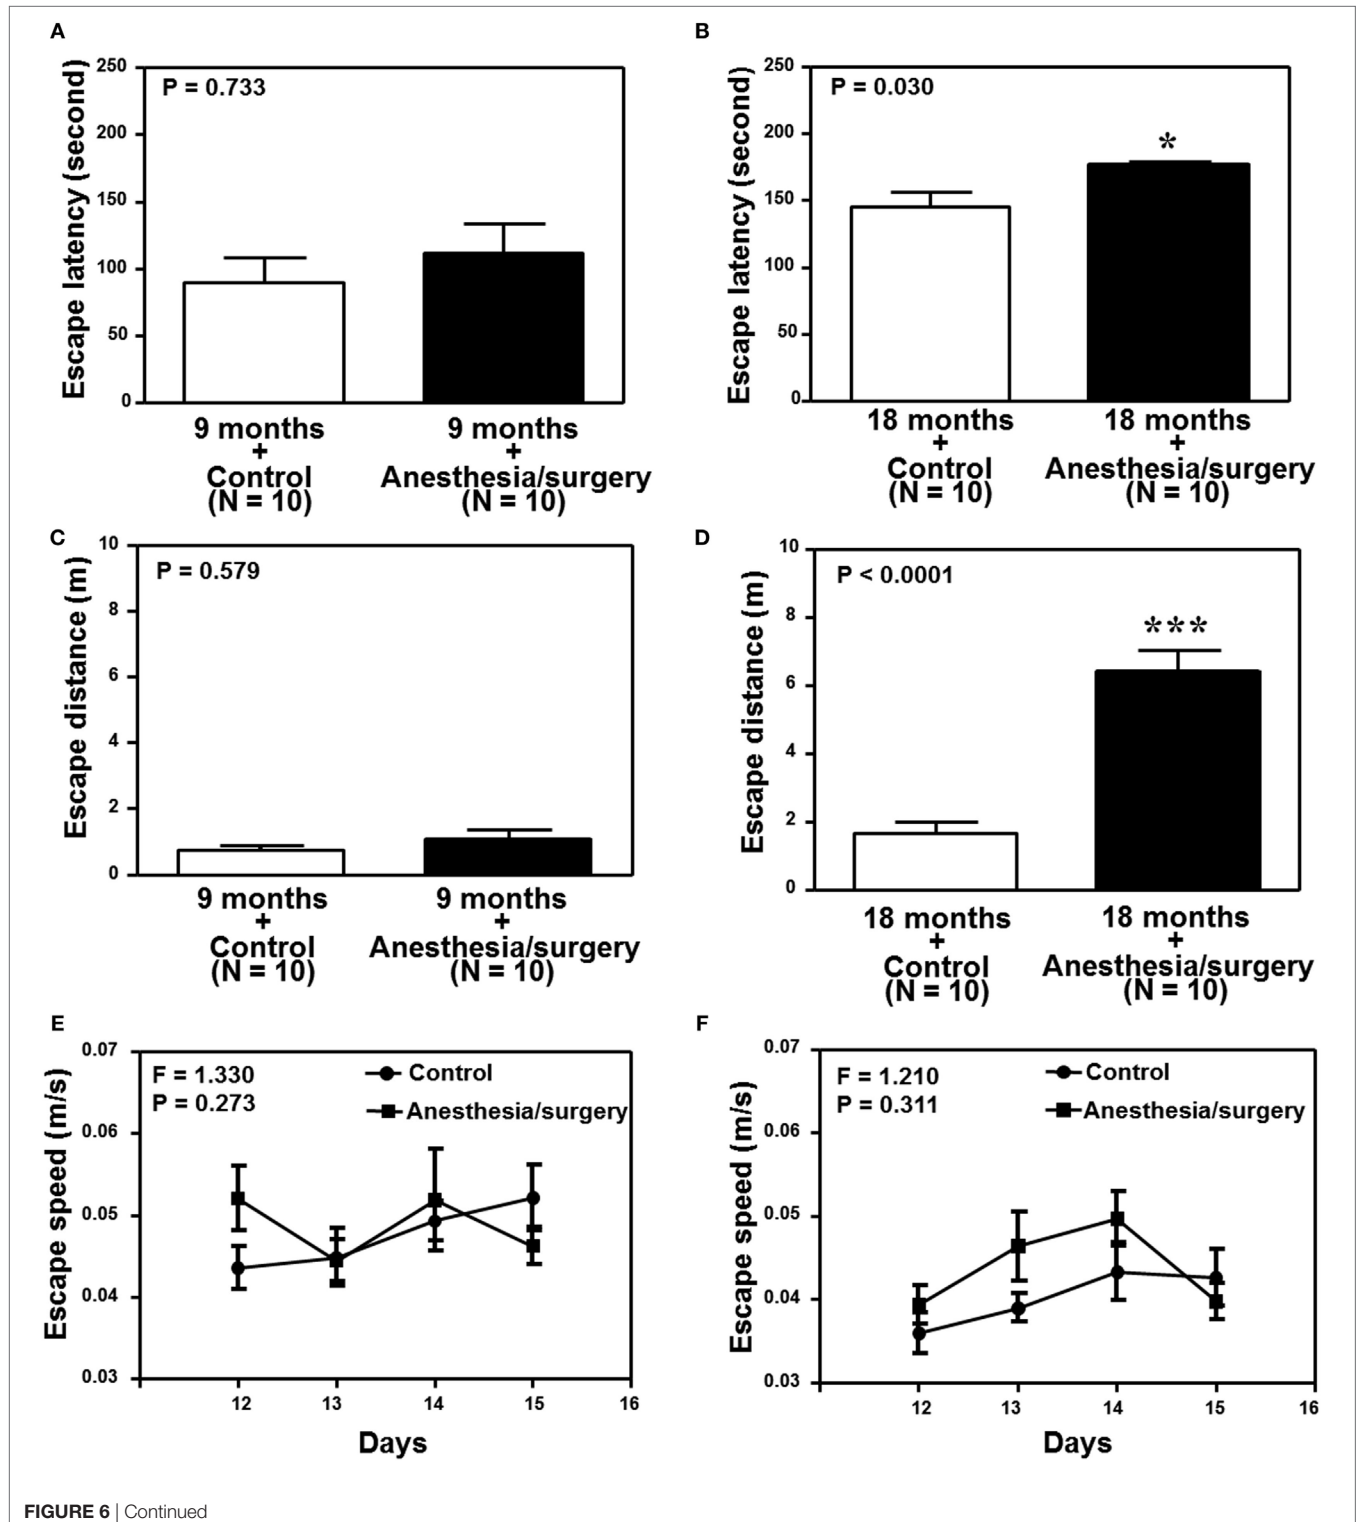 A
Escape latency (second)
250
200
150
100
50
0
P = 0.733
9 months
+
Control
(N = 10)
9 months
+
Anesthesia/surgery
(N = 10)
B
Escape latency (second)
250
200
150
100
50
0
P = 0.030
*
18 months
+
Control
(N = 10)
18 months
+
Anesthesia/surgery
(N = 10)
C
Escape distance (m)
10
8
6
4
2
0
P = 0.579
9 months
+
Control
(N = 10)
9 months
+
Anesthesia/surgery
(N = 10)
D
Escape distance (m)
10
8
6
4
2
0
P < 0.0001
***
18 months
+
Control
(N = 10)
18 months
+
Anesthesia/surgery
(N = 10)
E
Escape speed (m/s)
0.07
0.06
0.05
0.04
0.03
F = 1.330
P = 0.273
Control
Anesthesia/surgery
12 13 14 15 16
Days
F
Escape speed (m/s)
0.07
0.06
0.05
0.04
0.03
F = 1.210
P = 0.311
Control
Anesthesia/surgery
12 13 14 15 16
Days
FIGURE 6 | Continued